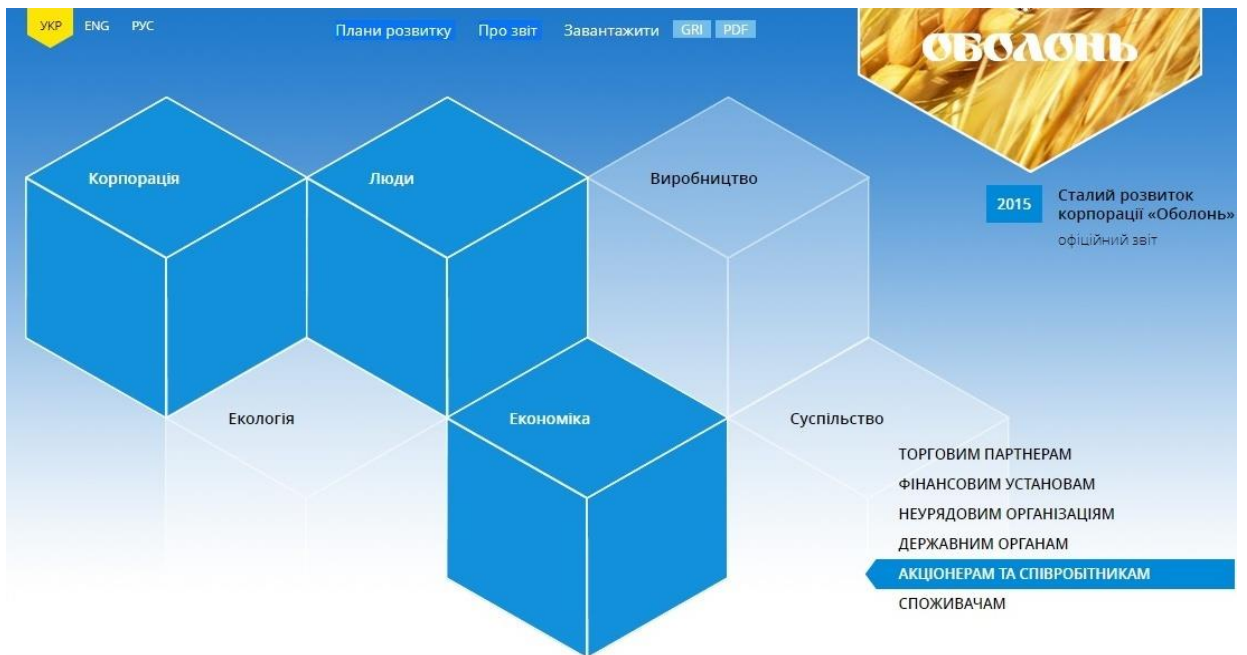 УКР ENG РУС
Плани розвитку Про звіт Завантажити GRI PDF
ОБОЛОНЬ
Корпорація Люди Виробництво
2015 Сталий розвиток
корпорації «Оболонь»
офіційний звіт
Екологія Економіка Суспільство
ТОРГОВИМ ПАРТНЕРАМ
ФІНАНСОВИМ УСТАНОВАМ
НЕУРЯДОВИМ ОРГАНІЗАЦІЯМ
ДЕРЖАВНИМ ОРГАНАМ
АКЦІОНЕРАМ ТА СПІВРОБІТНИКАМ
СПОЖИВАЧАМ